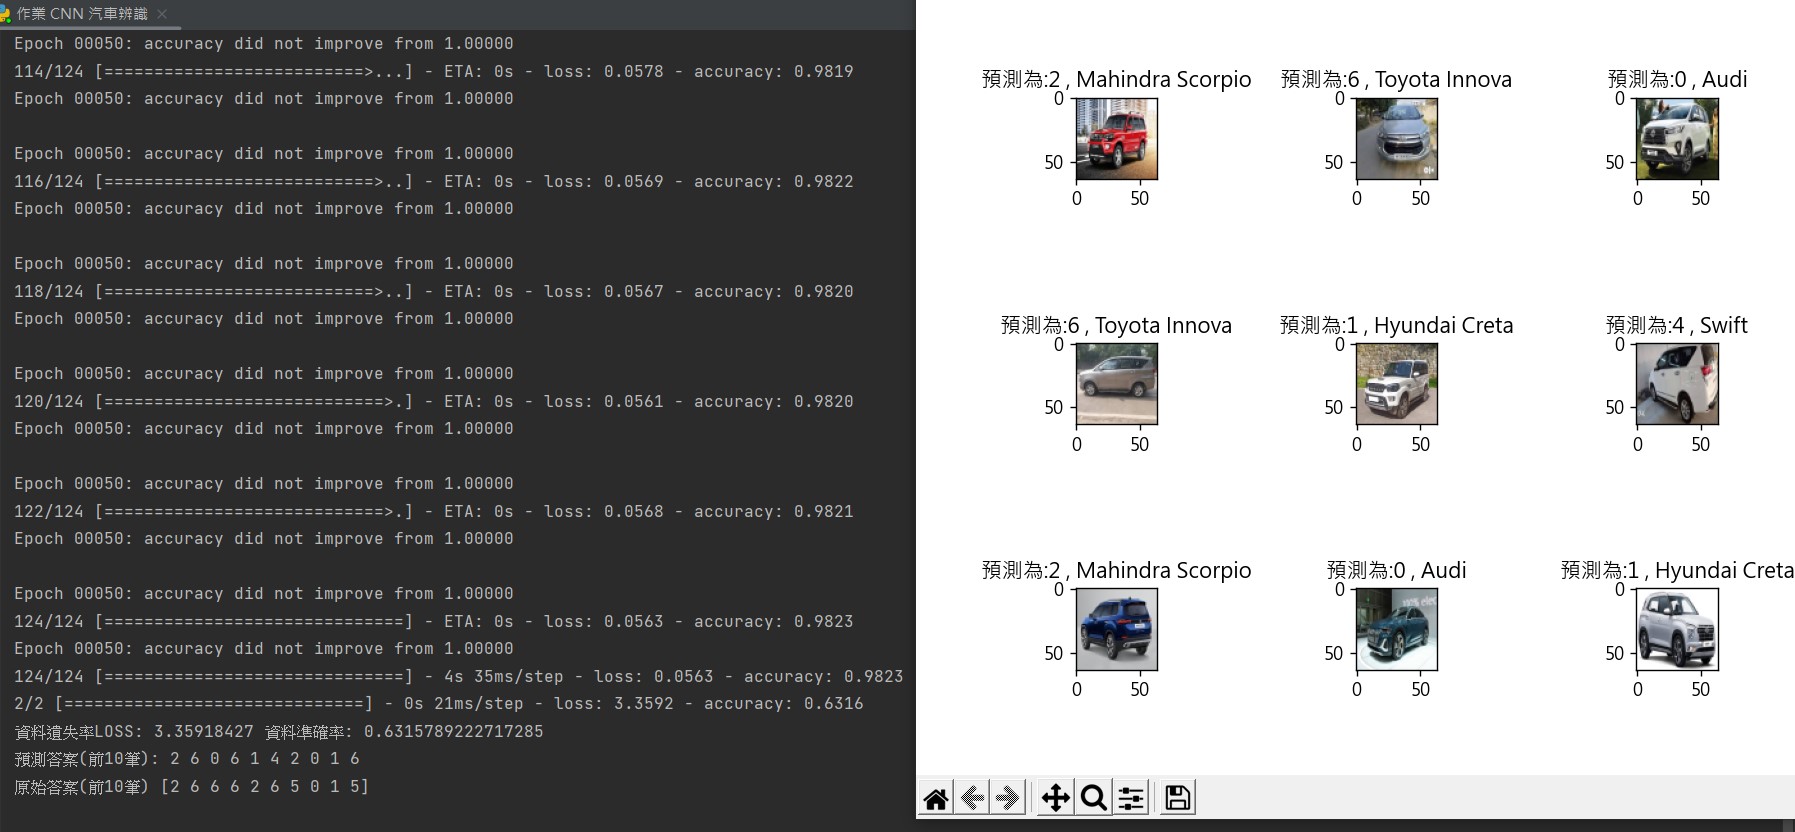 作業 CNN 汽車辨識
Epoch 00050: accuracy did not improve from 1.00000
114/124 [==========================>...] - ETA: 0s - loss: 0.0578 - accuracy: 0.9819
Epoch 00050: accuracy did not improve from 1.00000
Epoch 00050: accuracy did not improve from 1.00000
116/124 [===========================>..] - ETA: 0s - loss: 0.0569 - accuracy: 0.9822
Epoch 00050: accuracy did not improve from 1.00000
Epoch 00050: accuracy did not improve from 1.00000
118/124 [===========================>..] - ETA: 0s - loss: 0.0567 - accuracy: 0.9820
Epoch 00050: accuracy did not improve from 1.00000
Epoch 00050: accuracy did not improve from 1.00000
120/124 [============================>.] - ETA: 0s - loss: 0.0561 - accuracy: 0.9820
Epoch 00050: accuracy did not improve from 1.00000
Epoch 00050: accuracy did not improve from 1.00000
122/124 [============================>.] - ETA: 0s - loss: 0.0568 - accuracy: 0.9821
Epoch 00050: accuracy did not improve from 1.00000
Epoch 00050: accuracy did not improve from 1.00000
124/124 [==============================] - ETA: 0s - loss: 0.0563 - accuracy: 0.9823
Epoch 00050: accuracy did not improve from 1.00000
124/124 [==============================] - 4s 35ms/step - loss: 0.0563 - accuracy: 0.9823
2/2 [==============================] - 0s 21ms/step - loss: 3.3592 - accuracy: 0.6316
資料遺失率LOSS: 3.35918427 資料準確率: 0.6315789222717285
預測答案(前10筆): 2 6 0 6 1 4 2 0 1 6
原始答案(前10筆) [2 6 6 6 2 6 5 0 1 5]
預測為:2 , Mahindra Scorpio
0
50
0 50
預測為:6 , Toyota Innova
0
50
0 50
預測為:0 , Audi
0
50
0 50
預測為:6 , Toyota Innova
0
50
0 50
預測為:1 , Hyundai Creta
0
50
0 50
預測為:4 , Swift
0
50
0 50
預測為:2 , Mahindra Scorpio
0
50
0 50
預測為:0 , Audi
0
50
0 50
預測為:1 , Hyundai Creta
0
50
0 50